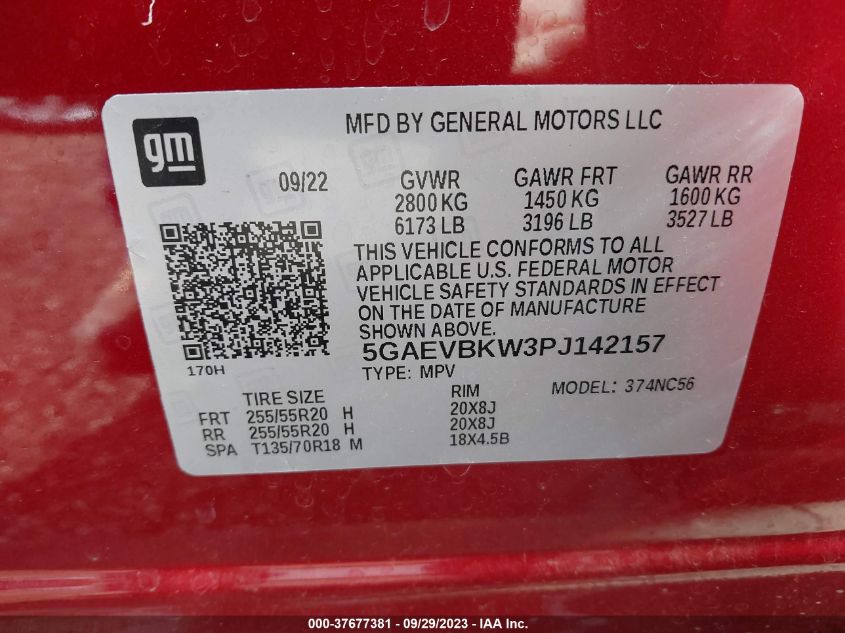 gm
MFD BY GENERAL MOTORS LLC
09/22 GVWR GAWR FRT GAWR RR
2800 KG 1450 KG 1600 KG
6173 LB 3196 LB 3527 LB
THIS VEHICLE CONFORMS TO ALL
APPLICABLE U.S. FEDERAL MOTOR
VEHICLE SAFETY STANDARDS IN EFFECT
ON THE DATE OF MANUFACTURE
SHOWN ABOVE.
5GAEVBKW3PJ142157
170H
TYPE: MPV MODEL: 374NC56
TIRE SIZE RIM
FRT 255/55R20 H 20X8J
RR 255/55R20 H 20X8J
SPA T135/70R18 M 18X4.5B
000-37677381 - 09/29/2023 - IAA Inc.